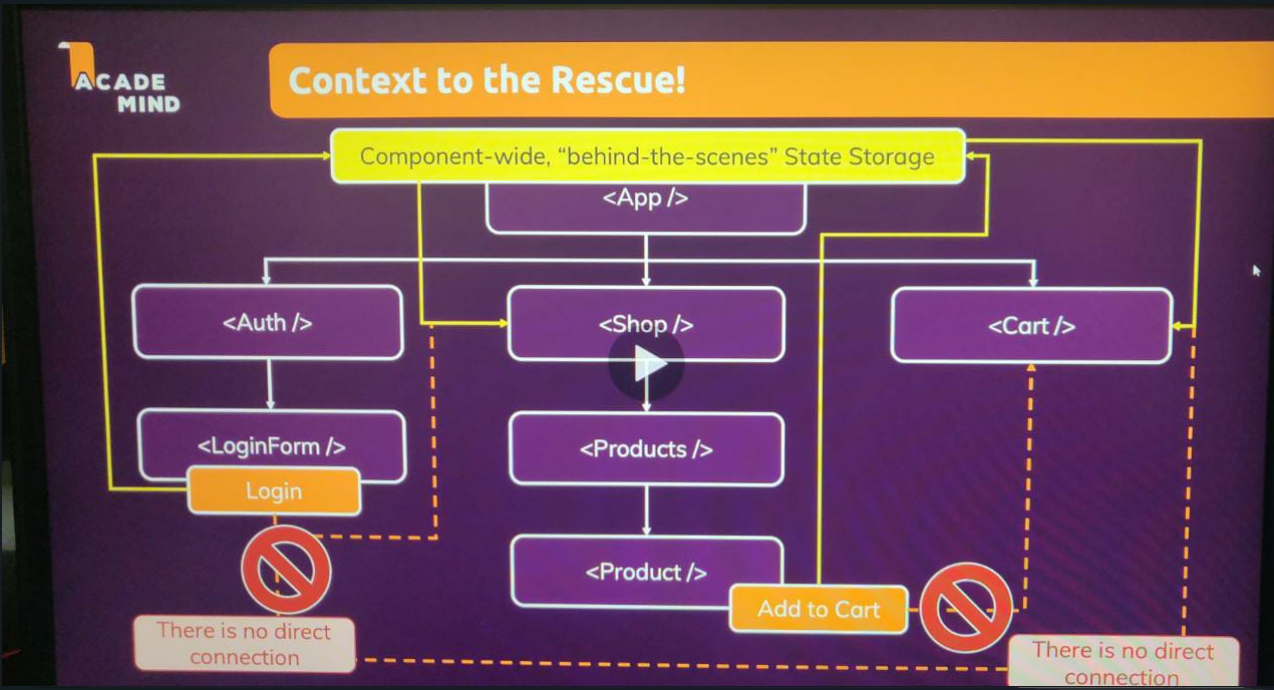 ACADE
MIND
Context to the Rescue!
Component-wide, “behind-the-scenes” State Storage
<App />
<Auth />
<Shop />
<Cart />
<LoginForm />
<Products />
Login
<Product />
Add to Cart
There is no direct
connection
There is no direct
connection